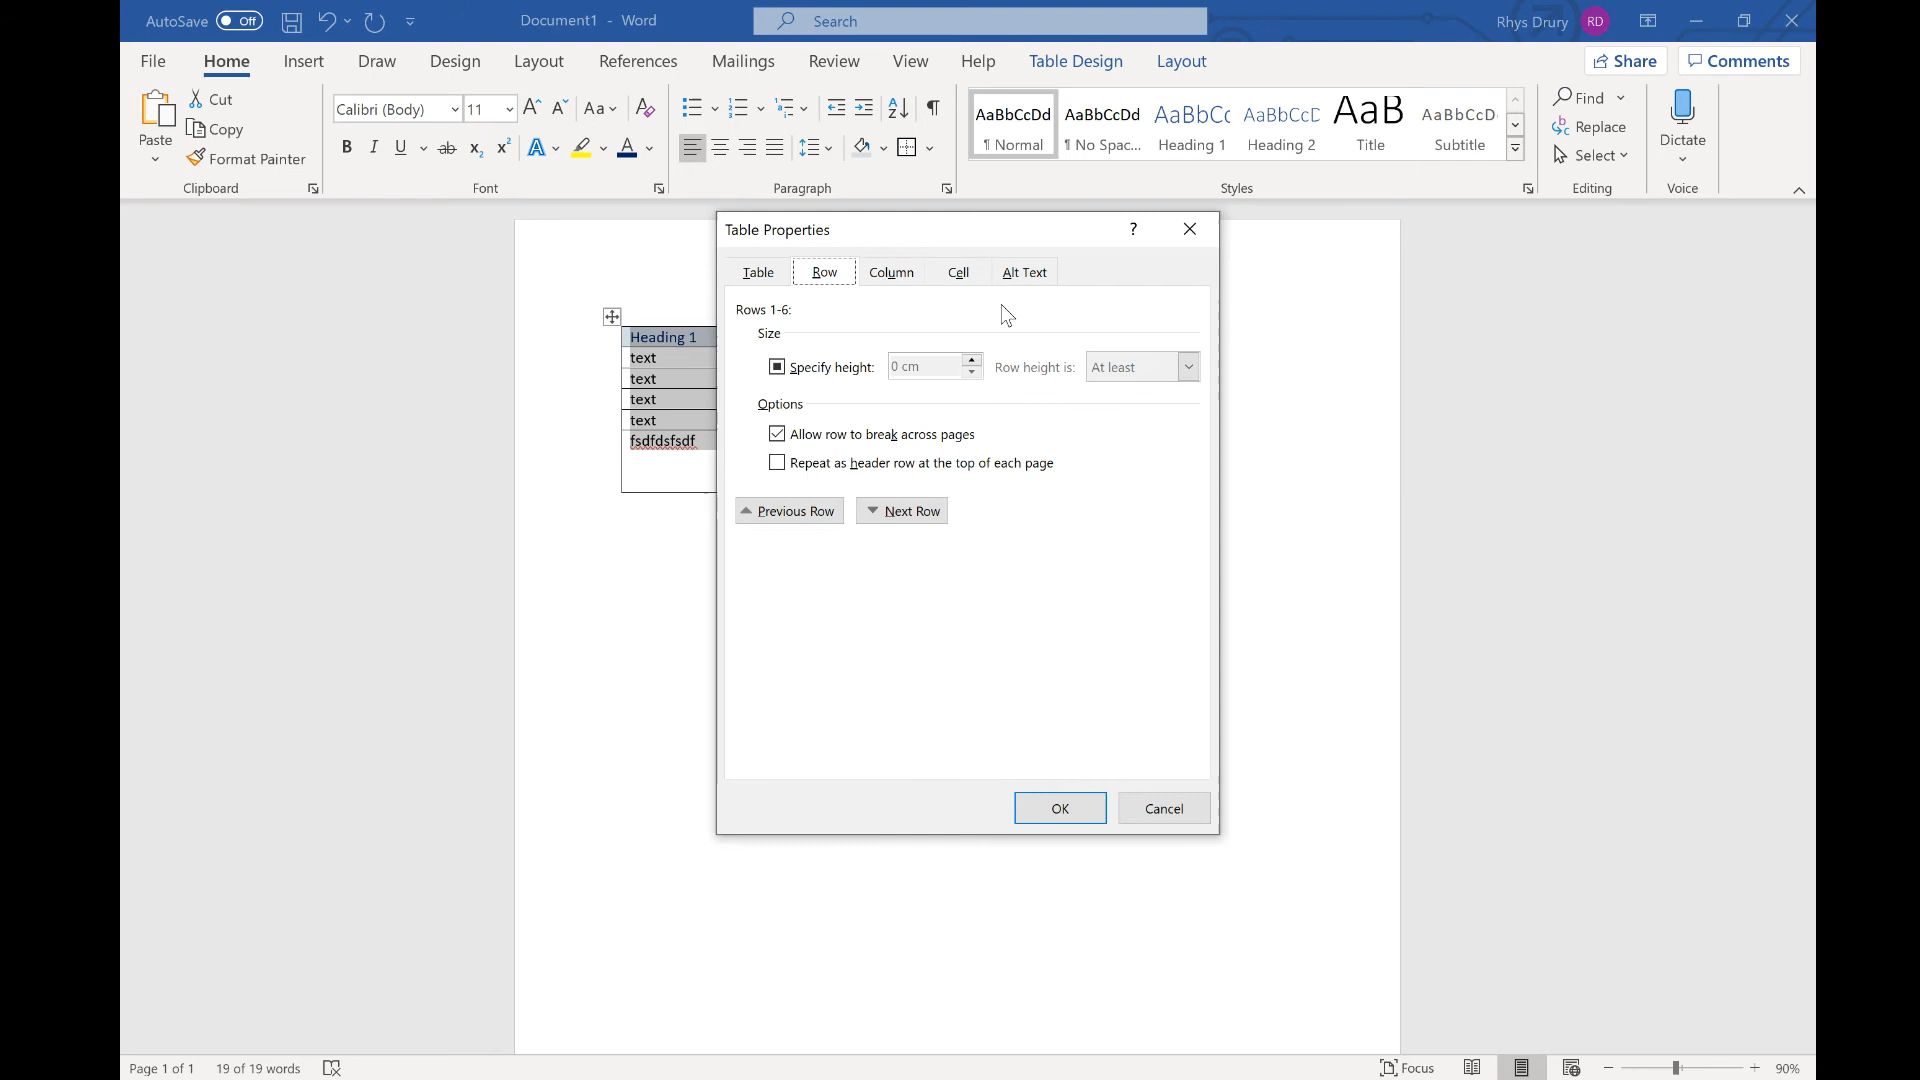 AutoSave Off Document1 - Word Search Rhys Drury RD
File Home Insert Draw Design Layout References Mailings Review View Help Table Design Layout Share Comments
Paste Cut
Copy
Format Painter
Clipboard
Calibri (Body) 11 Aa
Font
Paragraph
AaBbCcDd ¶ Normal
AaBbCcDd ¶ No Spac...
AaBbCc Heading 1
AaBbCcD Heading 2
AaB Title
AaBbCcD Subtitle
Styles
Find
Replace
Select
Editing
Dictate
Voice
Heading 1
text
text
text
text
fsdfdsfsdf
Table Properties ?
Table Row Column Cell Alt Text
Rows 1-6:
Size
Specify height: 0 cm Row height is: At least
Options
Allow row to break across pages
Repeat as header row at the top of each page
Previous Row Next Row
OK Cancel
Page 1 of 1 19 of 19 words Focus 90%